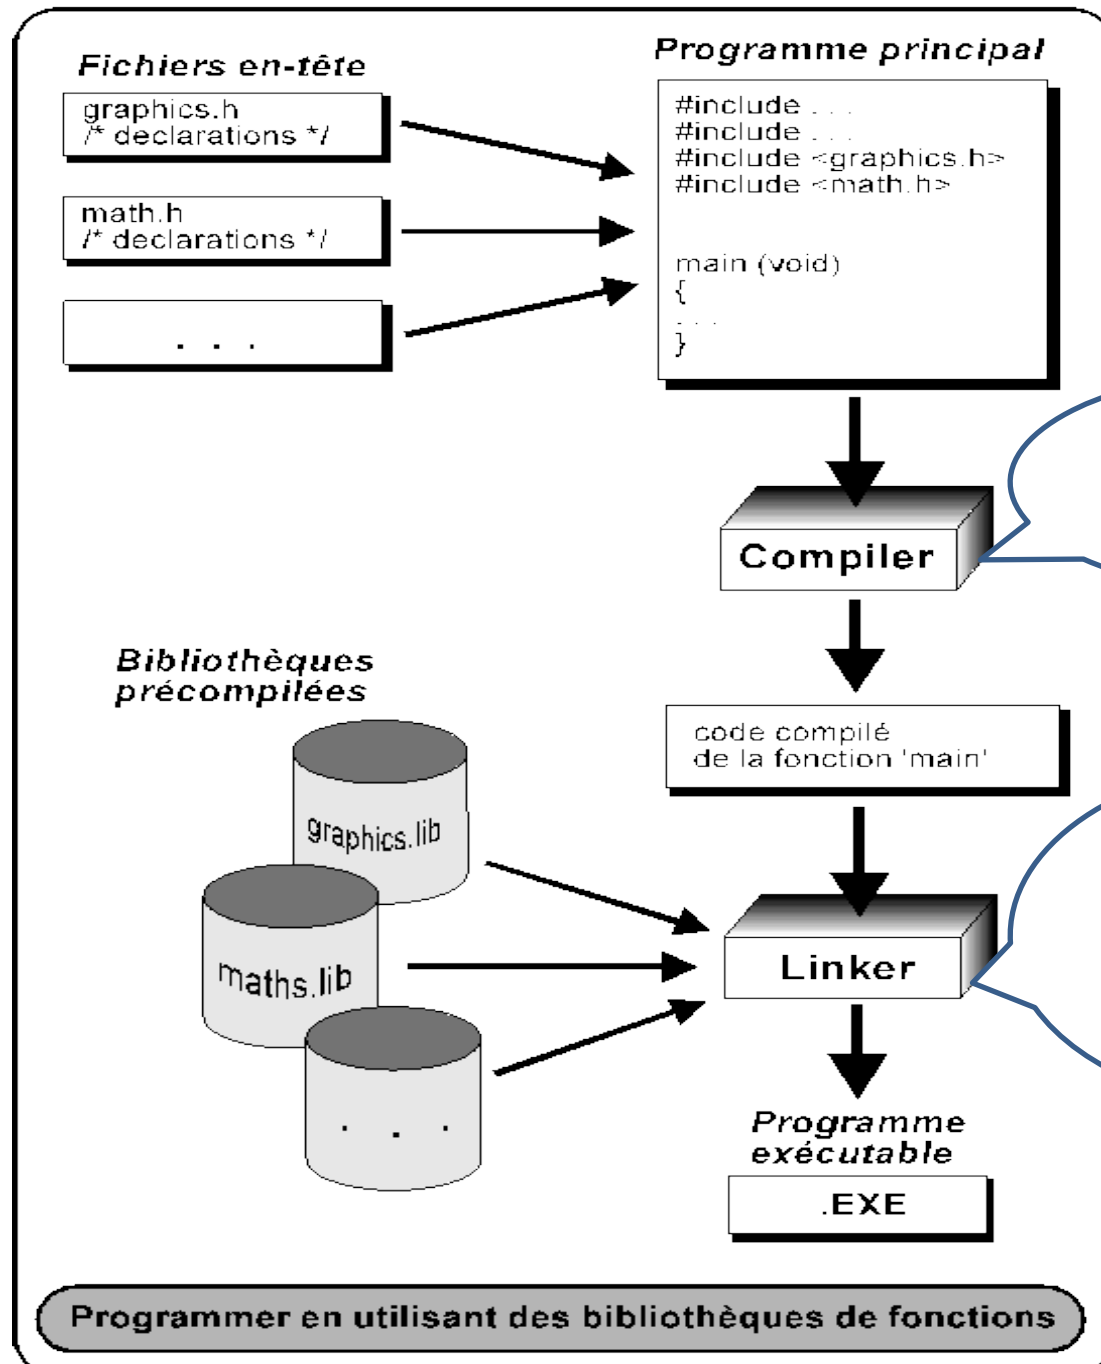 Fichiers en-tête
graphics.h
/* declarations */
math.h
/* declarations */
. . .
Programme principal
#include . . .
#include . . .
#include <graphics.h>
#include <math.h>
main (void)
{
. . .
}
Compiler
code compilé
de la fonction 'main'
Bibliothèques
précompilées
graphics.lib
maths.lib
. . .
Linker
Programme
exécutable
.EXE
Programmer en utilisant des bibliothèques de fonctions